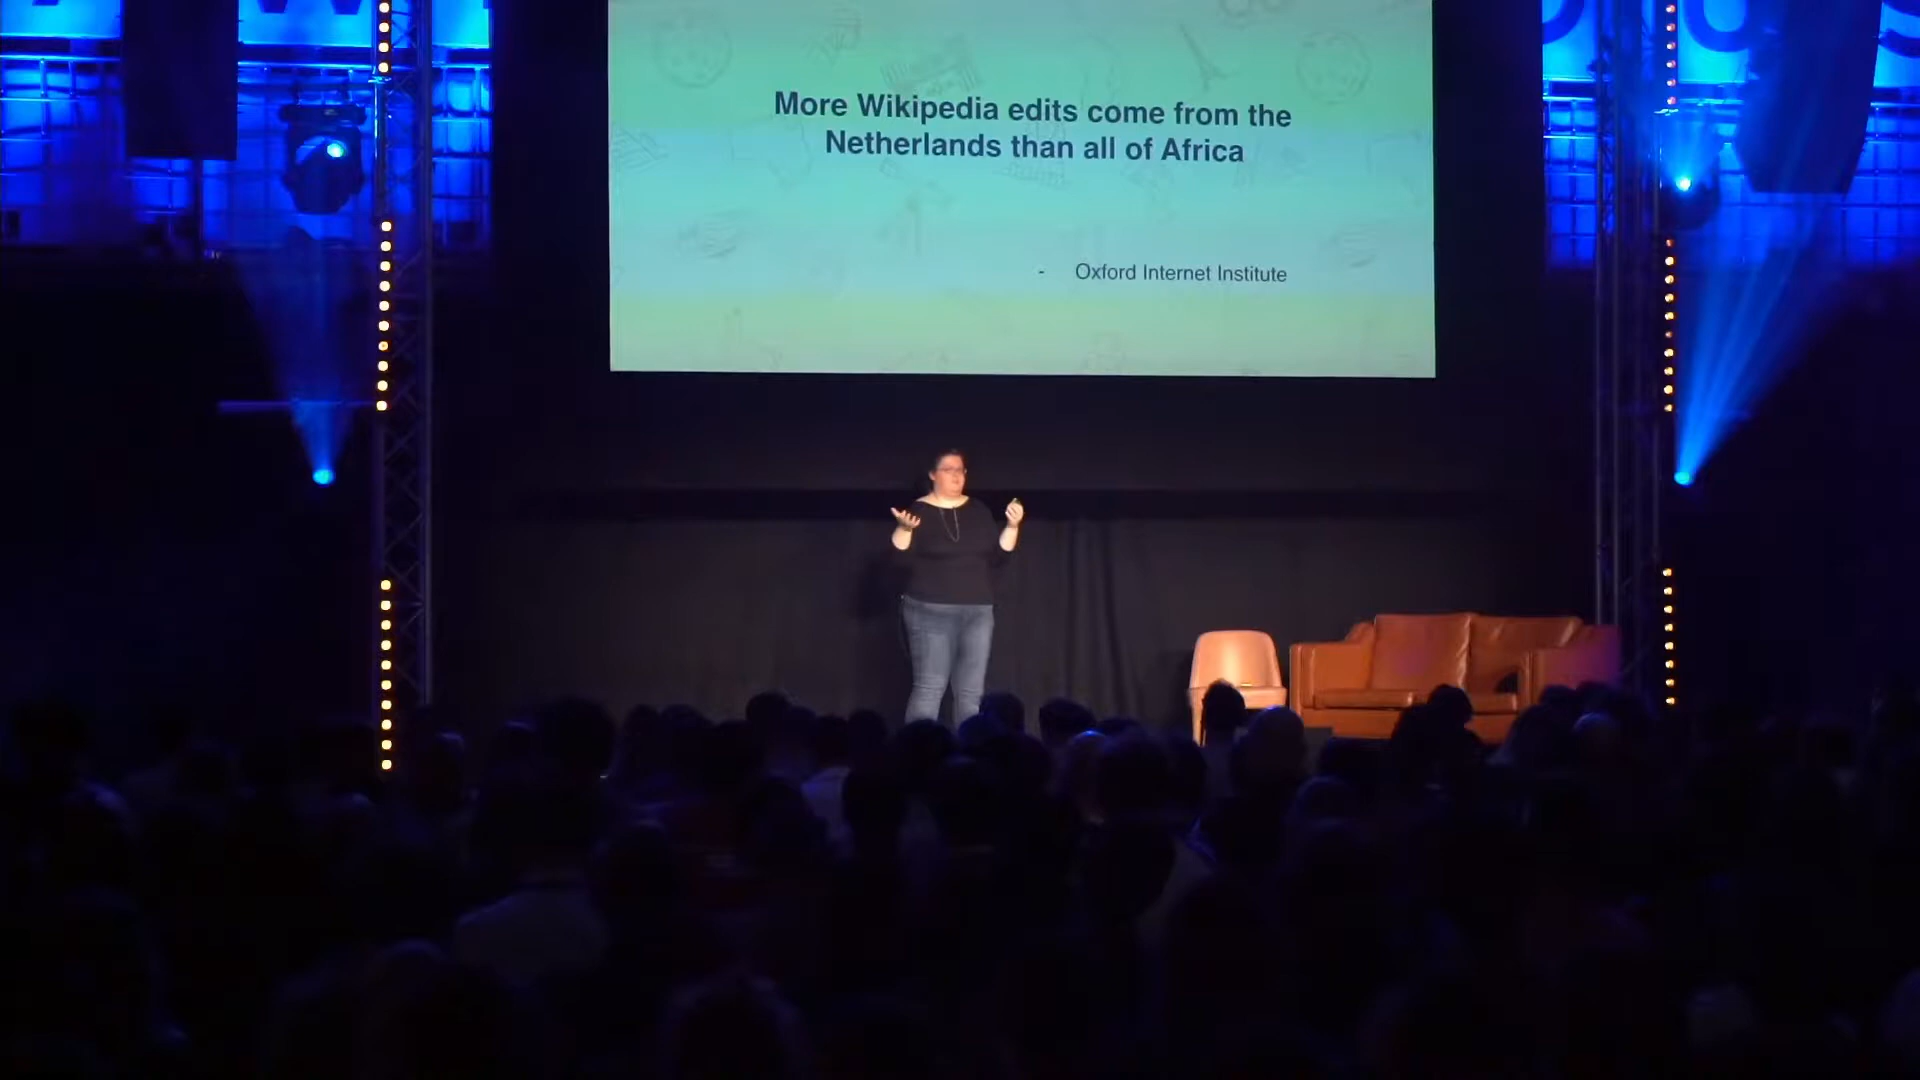 More Wikipedia edits come from the
Netherlands than all of Africa
- Oxford Internet Institute